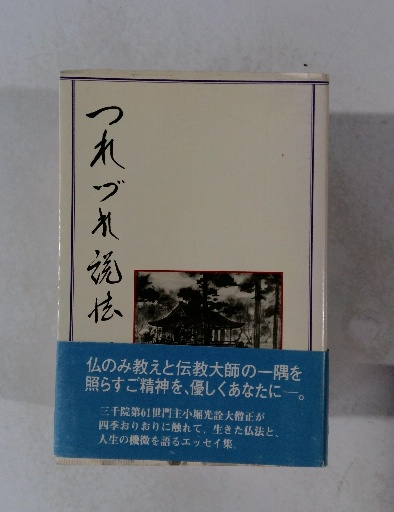 つれづれ説法
仏のみ教えと伝教大師の一隅を
照らすご精神を、優しくあなたに―。
三千院第61世門主小堀光詮大僧正が
四季おりおりに触れて、生きた仏法と、
人生の機微を語るエッセイ集。